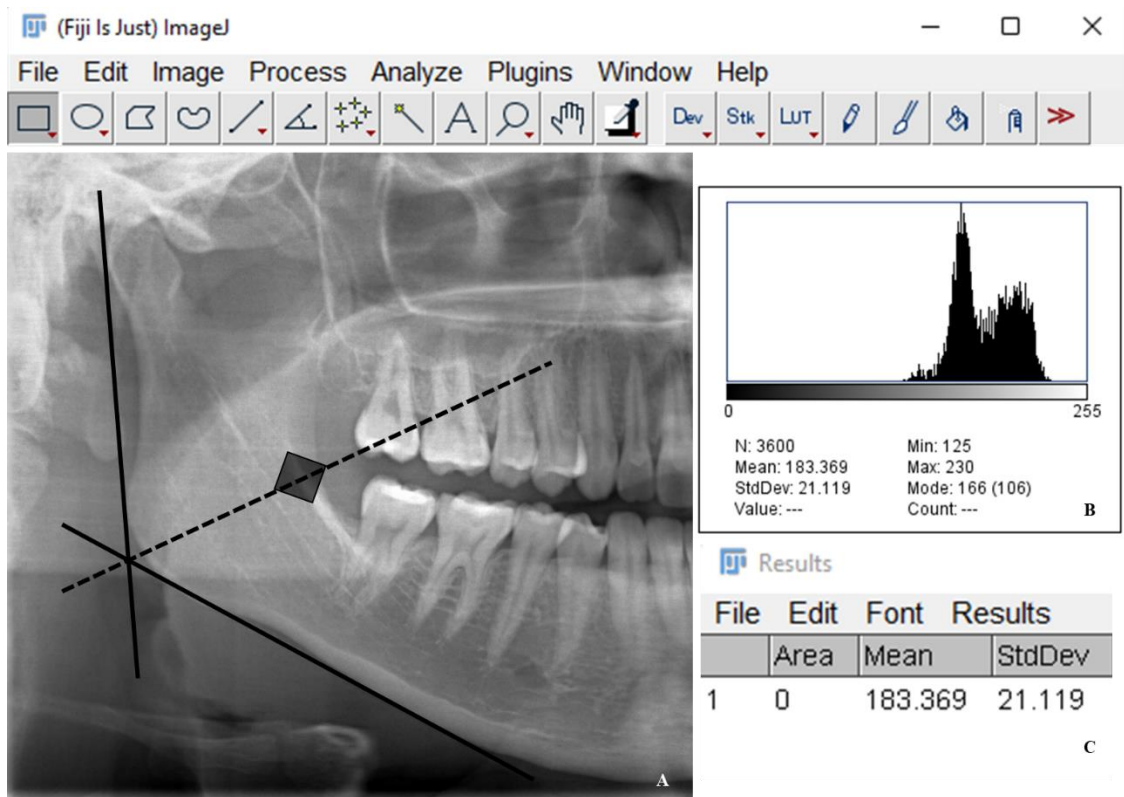 (Fiji Is Just) ImageJ
File Edit Image Process Analyze Plugins Window Help
Dev Stk LUT
0 255
N: 3600 Min: 125
Mean: 183.369 Max: 230
StdDev: 21.119 Mode: 166 (106)
Value: --- Count: ---
B
Results
File Edit Font Results
Area Mean StdDev
1 0 183.369 21.119
C
A